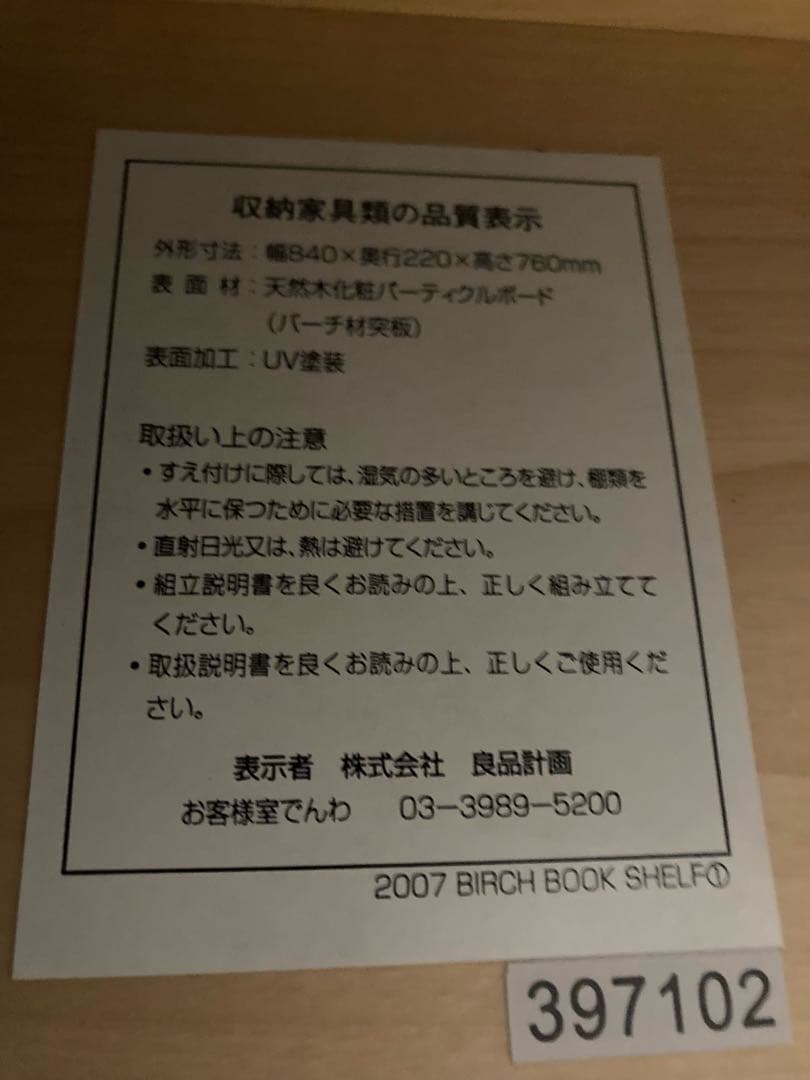 収納家具類の品質表示
外形寸法：幅840×奥行220×高さ760mm
表面材：天然木化粧パーティクルボード
（バーチ材突板）
表面加工：UV塗装
取扱い上の注意
・すえ付けに際しては、湿気の多いところを避け、棚類を
水平に保つために必要な措置を講じてください。
・直射日光又は、熱は避けてください。
・組立説明書を良くお読みの上、正しく組み立てて
ください。
・取扱説明書を良くお読みの上、正しくご使用くだ
さい。
表示者 株式会社 良品計画
お客様室でんわ 03-3989-5200
2007 BIRCH BOOK SHELF①
397102